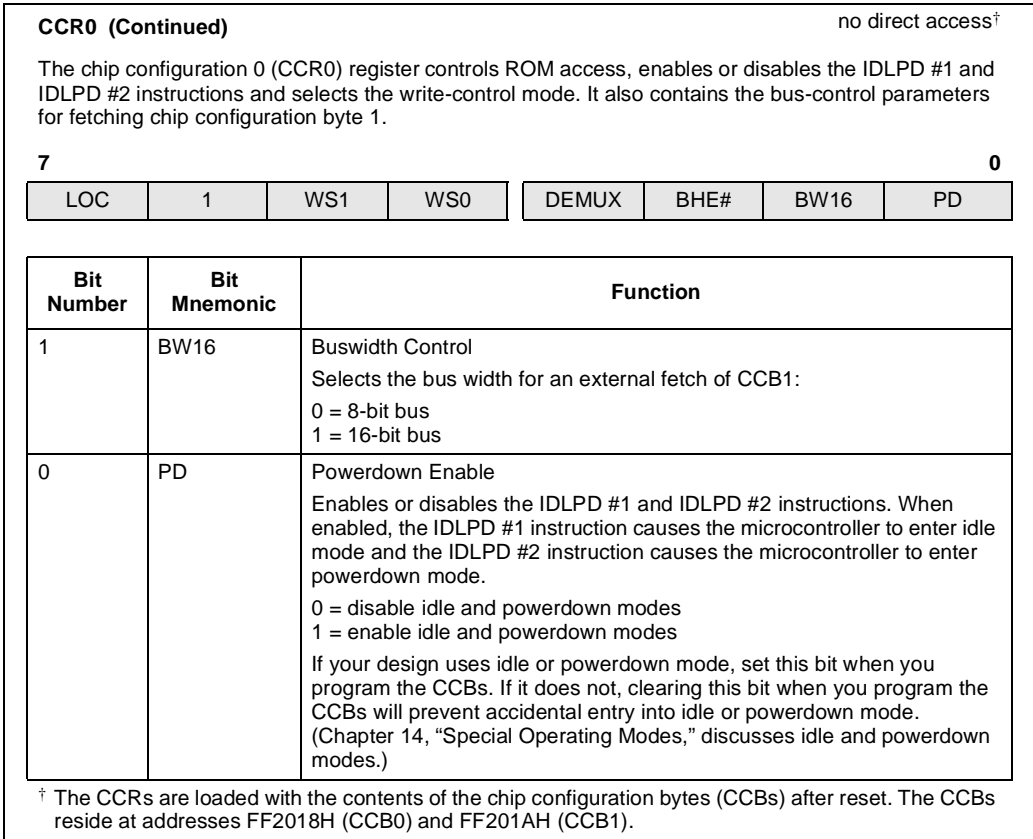 CCR0 (Continued)
no direct access†
The chip configuration 0 (CCR0) register controls ROM access, enables or disables the IDLPD #1 and
IDLPD #2 instructions and selects the write-control mode. It also contains the bus-control parameters
for fetching chip configuration byte 1.
7 0
LOC 1 WS1 WS0 DEMUX BHE# BW16 PD
Bit Number Bit Mnemonic Function
1 BW16 Buswidth Control
Selects the bus width for an external fetch of CCB1:
0 = 8-bit bus
1 = 16-bit bus
0 PD Powerdown Enable
Enables or disables the IDLPD #1 and IDLPD #2 instructions. When
enabled, the IDLPD #1 instruction causes the microcontroller to enter idle
mode and the IDLPD #2 instruction causes the microcontroller to enter
powerdown mode.
0 = disable idle and powerdown modes
1 = enable idle and powerdown modes
If your design uses idle or powerdown mode, set this bit when you
program the CCBs. If it does not, clearing this bit when you program the
CCBs will prevent accidental entry into idle or powerdown mode.
(Chapter 14, “Special Operating Modes,” discusses idle and powerdown
modes.)
† The CCRs are loaded with the contents of the chip configuration bytes (CCBs) after reset. The CCBs
reside at addresses FF2018H (CCB0) and FF201AH (CCB1).